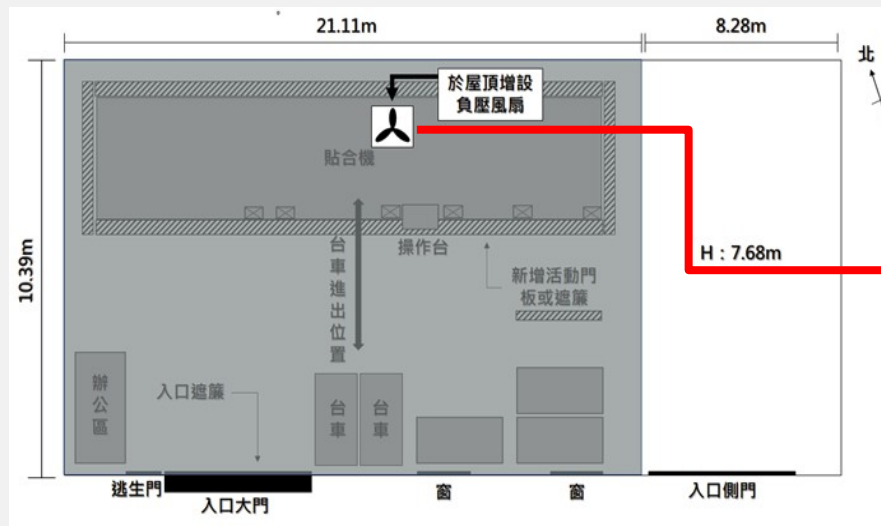 21.11m
8.28m
北
於屋頂增設
負壓風扇
貼合機
10.39m
台車進出位置
操作台
H：7.68m
新增活動門
板或遮簾
辦公區
入口遮簾
台車
台車
逃生門
入口大門
窗
窗
入口側門